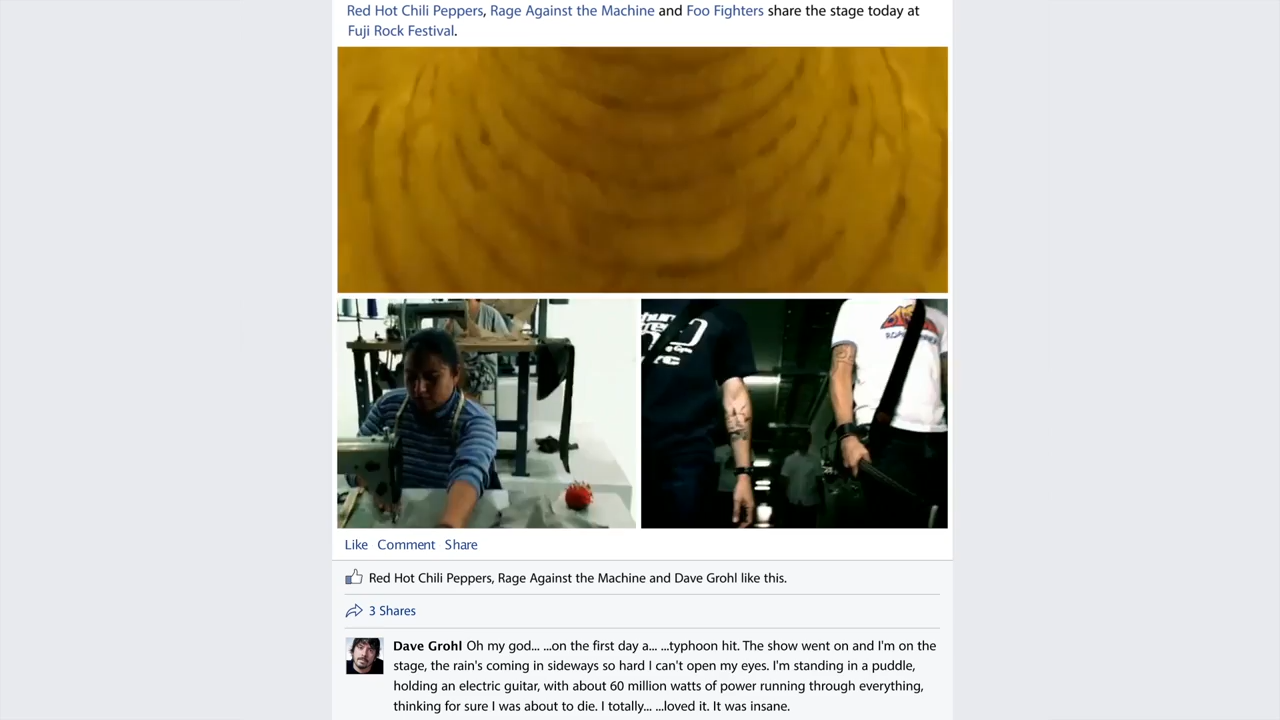 Red Hot Chili Peppers, Rage Against the Machine and Foo Fighters share the stage today at
Fuji Rock Festival.
Like Comment Share
Red Hot Chili Peppers, Rage Against the Machine and Dave Grohl like this.
3 Shares
Dave Grohl Oh my god... ...on the first day a... ...typhoon hit. The show went on and I'm on the
stage, the rain's coming in sideways so hard I can't open my eyes. I'm standing in a puddle,
holding an electric guitar, with about 60 million watts of power running through everything,
thinking for sure I was about to die. I totally... ...loved it. It was insane.